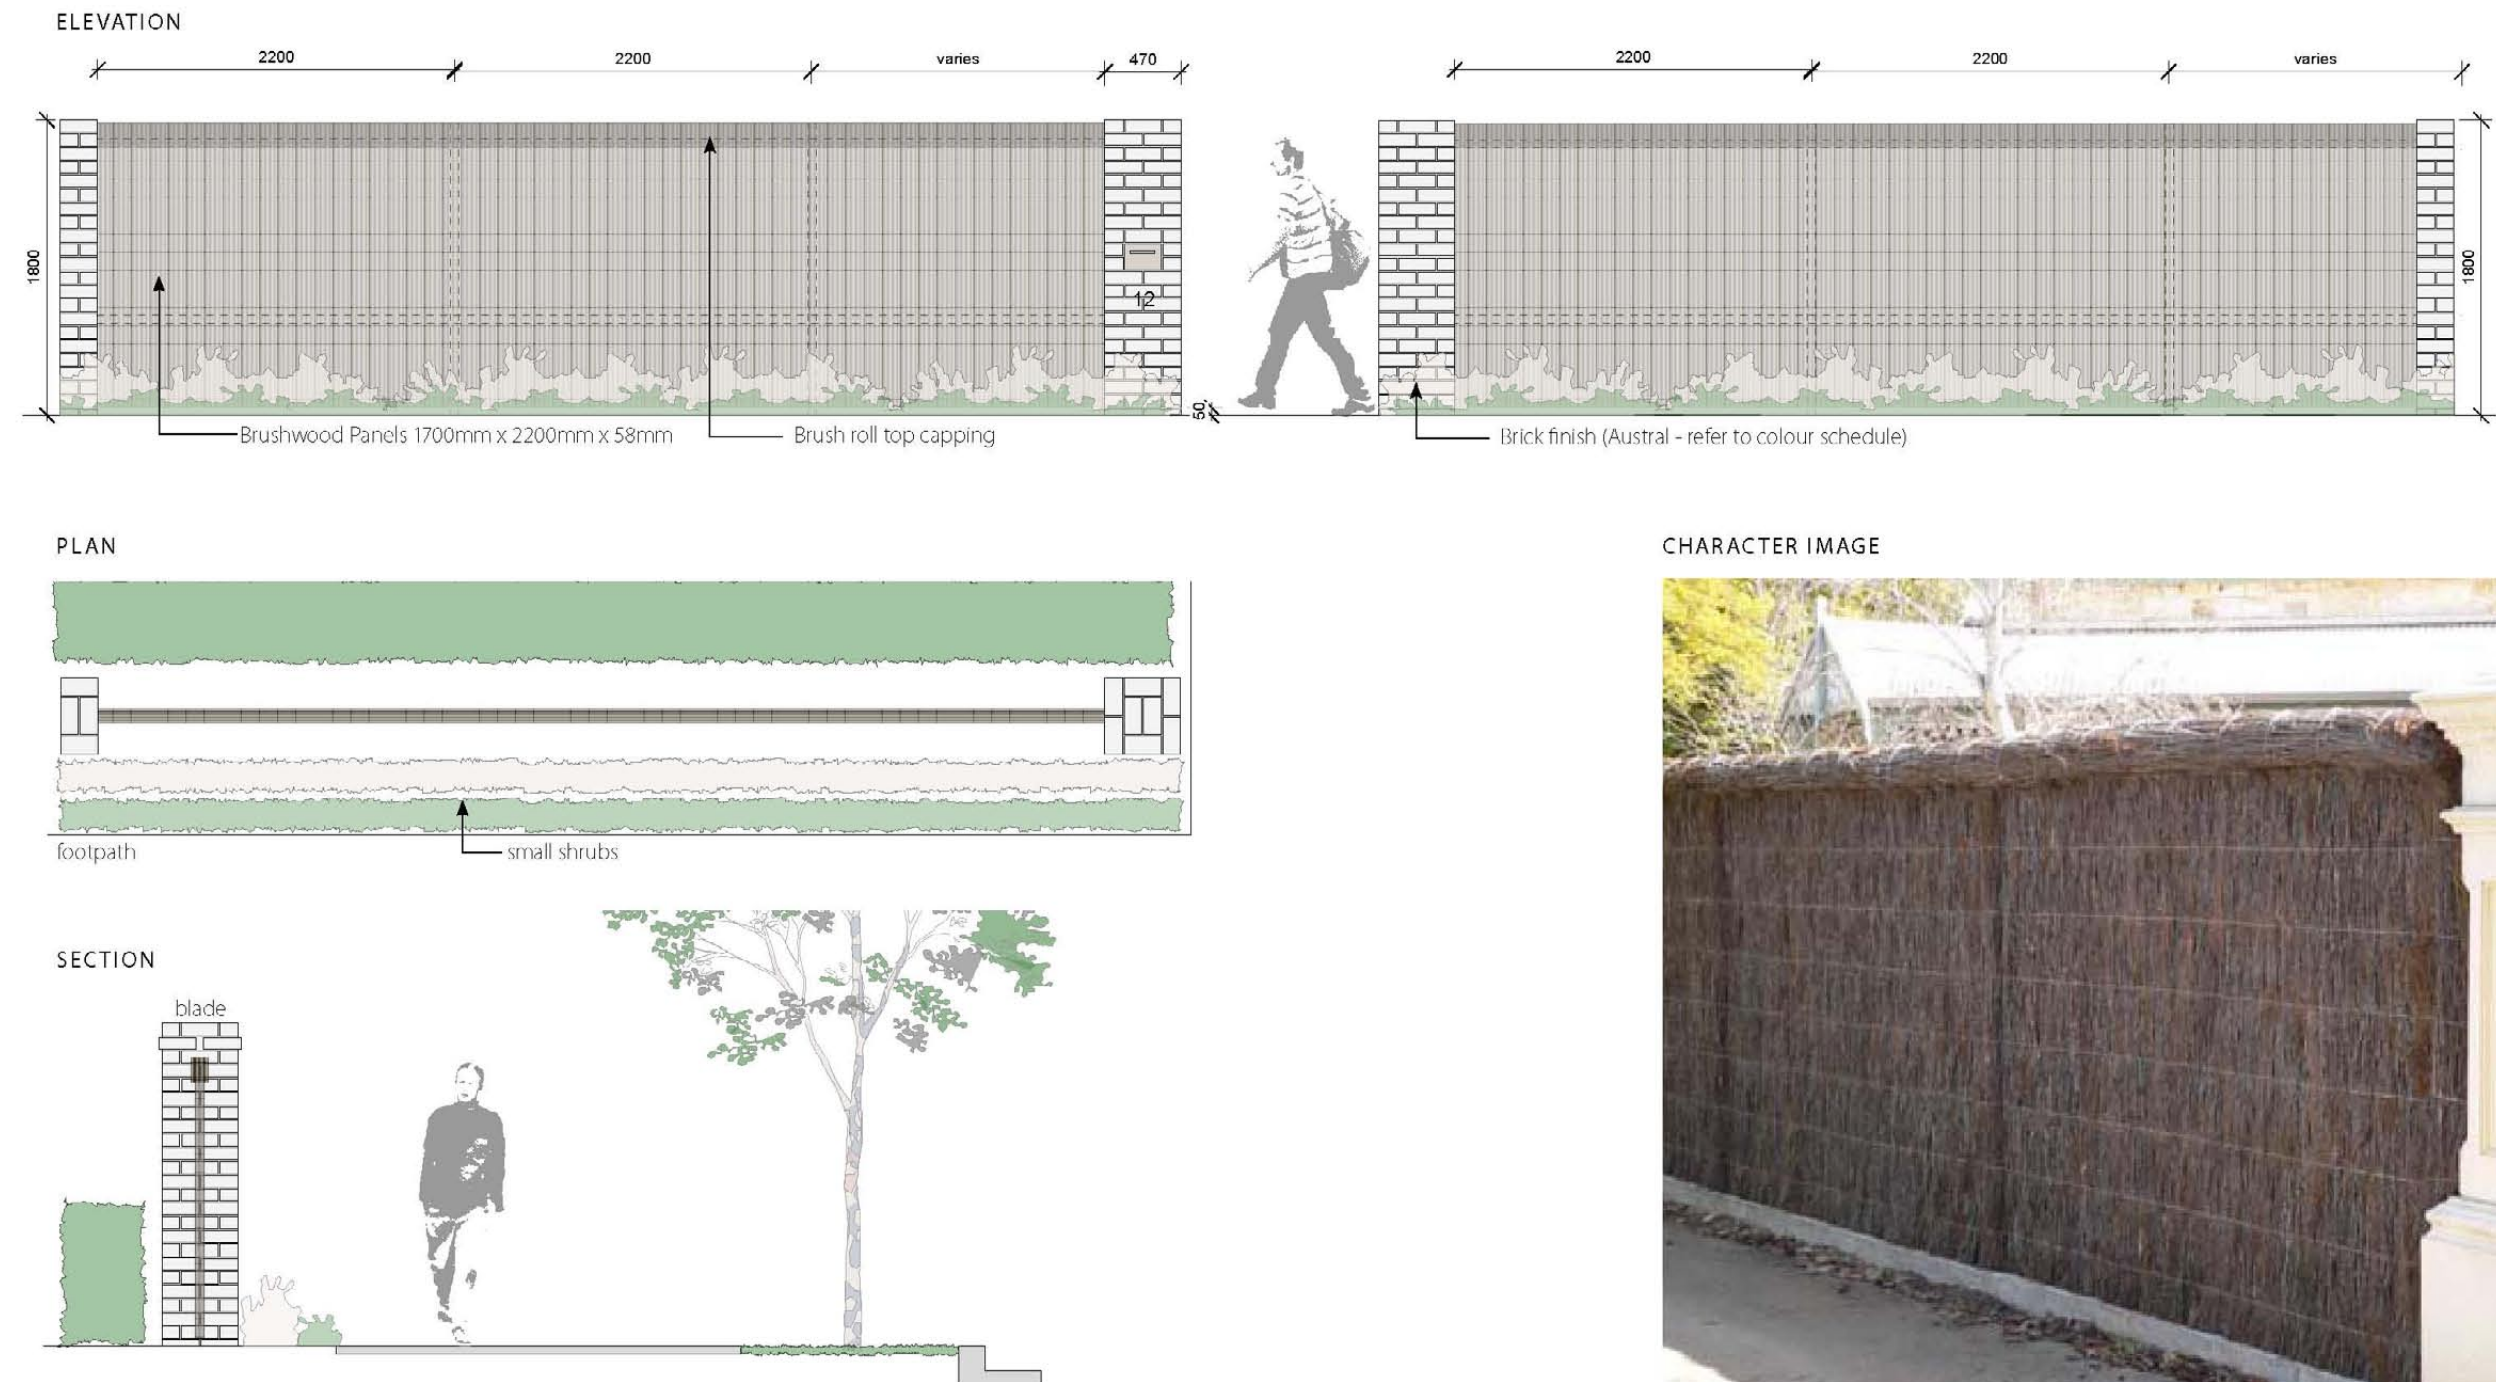 ELEVATION
2200
2200
varies
470
2200
2200
varies
1800
12
50
1800
Brushwood Panels 1700mm x 2200mm x 58mm
Brush roll top capping
Brick finish (Austral - refer to colour schedule)
PLAN
CHARACTER IMAGE
footpath
small shrubs
SECTION
blade